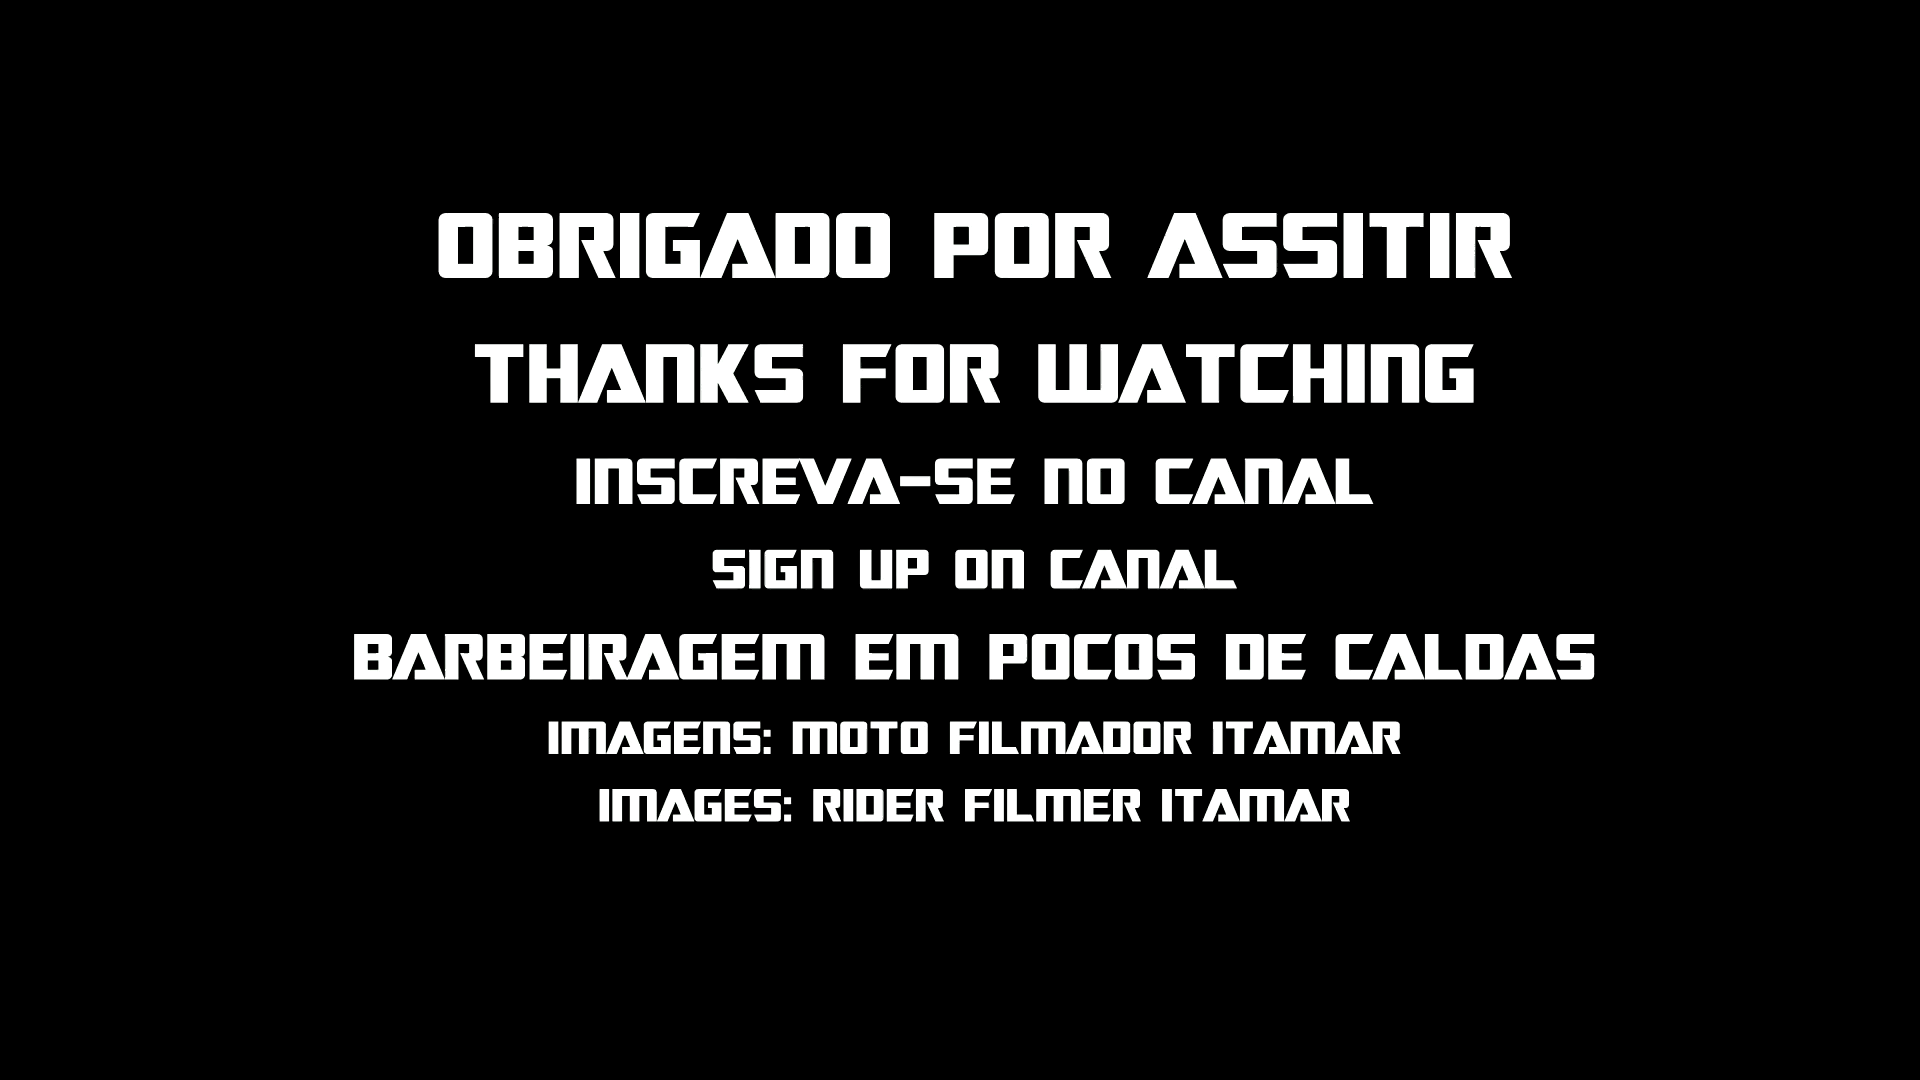 OBRIGADO POR ASSITIR
THANKS FOR WATCHING
INSCREVA-SE NO CANAL
SIGN UP ON CANAL
BARBEIRAGEM EM POCOS DE CALDAS
IMAGENS: MOTO FILMADOR ITAMAR
IMAGES: RIDER FILMER ITAMAR